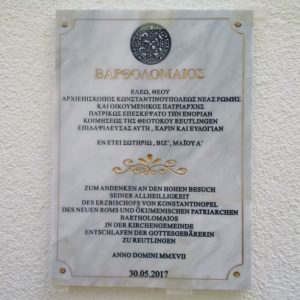 ΒΑΡΘΟΛΟΜΑΙΟΣ
ΕΛΕΩ, ΘΕΟΥ
ΑΡΧΙΕΠΙΣΚΟΠΟΣ ΚΩΝΣΤΑΝΤΙΝΟΥΠΟΛΕΩΣ ΝΕΑΣ ΡΩΜΗΣ
ΚΑΙ ΟΙΚΟΥΜΕΝΙΚΟΣ ΠΑΤΡΙΑΡΧΗΣ
ΠΑΤΡΙΚΩΣ ΕΠΕΣΚΕΨΑΤΟ ΤΗΝ ΕΝΟΡΙΑΝ
ΚΟΙΜΗΣΕΩΣ ΤΗΣ ΘΕΟΤΟΚΟΥ REUTLINGEN
ΕΠΙΔΑΨΙΛΕΥΣΑΣ ΑΥΤΗ, ΧΑΡΙΝ ΚΑΙ ΕΥΛΟΓΙΑΝ
ΕΝ ΕΤΕΙ ΣΩΤΗΡΙΩ, ΒΙΖ', ΜΑΪΟΥ Λ'
ZUM ANDENKEN AN DEN HOHEN BESUCH
SEINER ALLHEILLIGKEIT
DES ERZBISCHOFS VON KONSTANTINOPEL
DES NEUEN ROMS UND ÖKUMENISCHEN PATRIARCHEN
BARTHOLOMAIOS
IN DER KIRCHENGEMEINDE
ENTSCHLAFEN DER GOTTESGEBÄRERIN
ZU REUTLINGEN
ANNO DOMINI MMXVII
30.05.2017